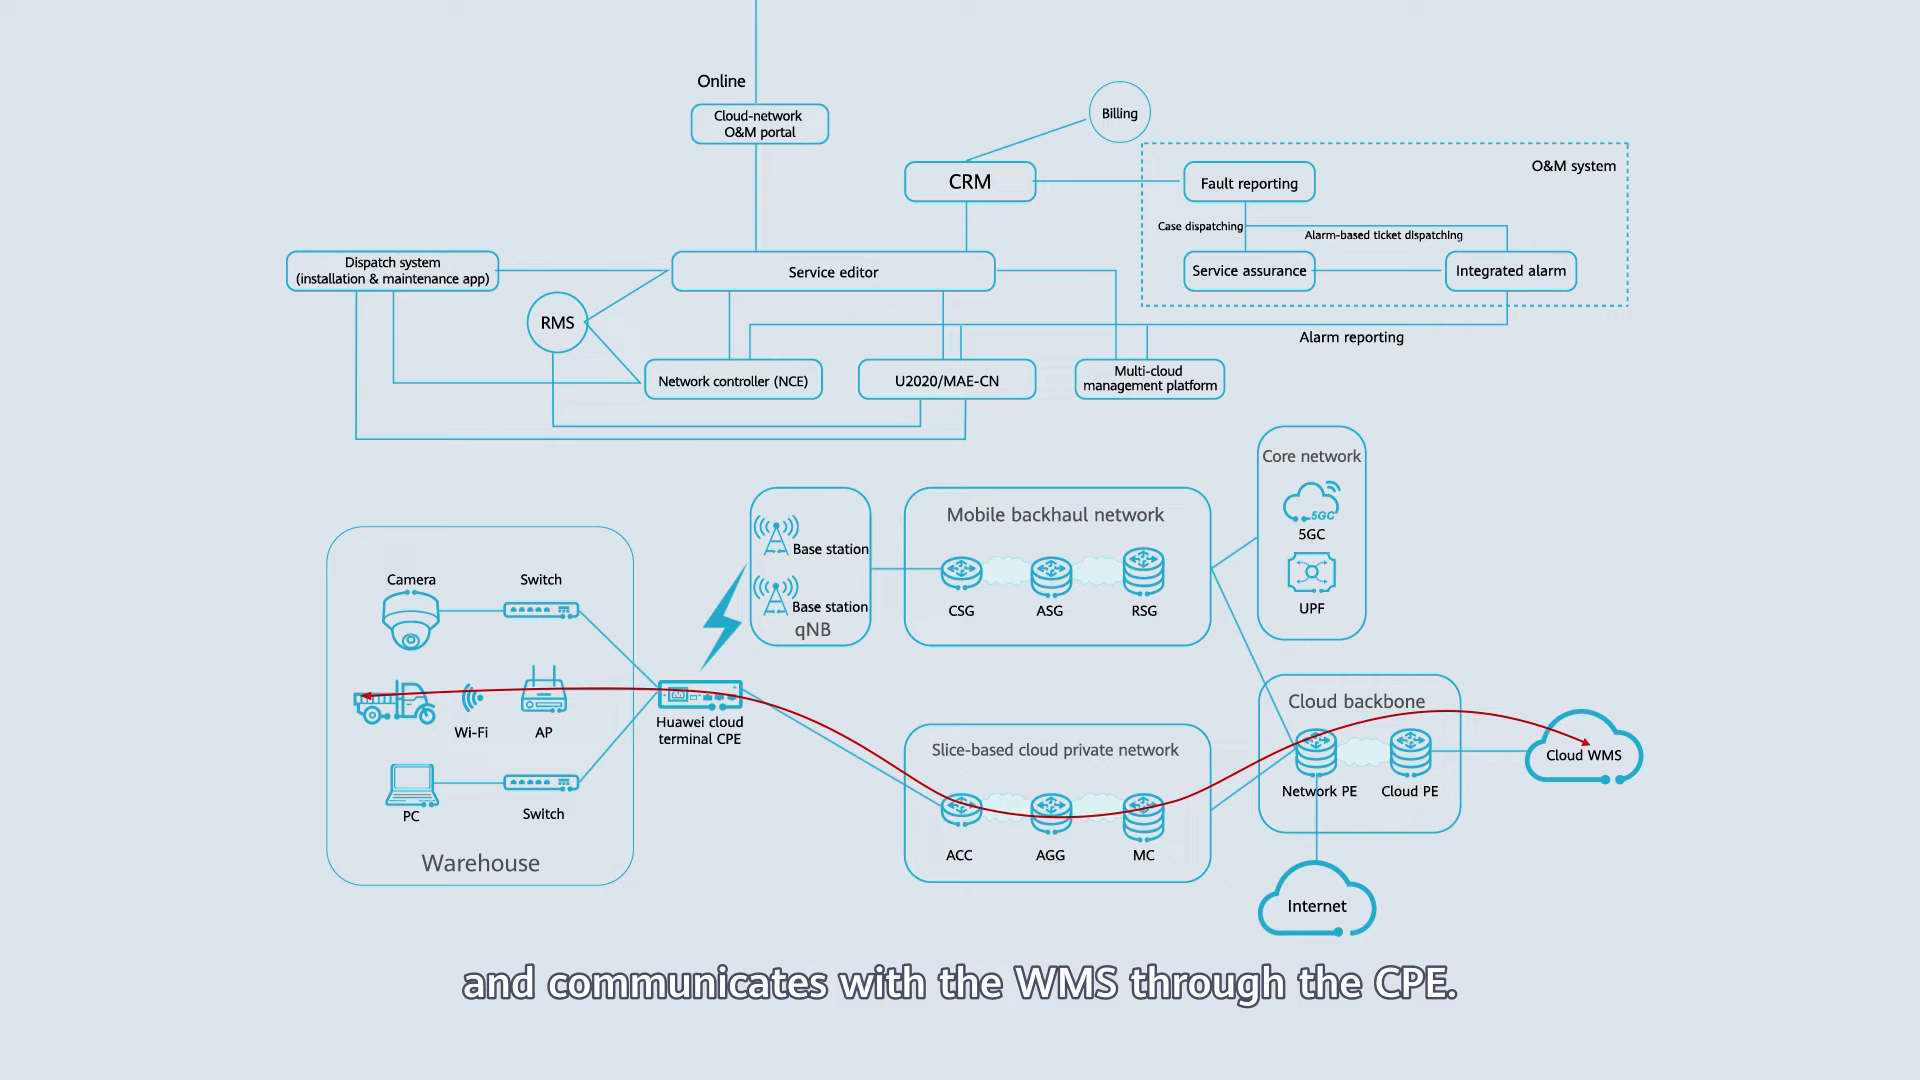 Online
Cloud-network
O&M portal
Billing
CRM
O&M system
Fault reporting
Case dispatching
Alarm-based ticket dispatching
Dispatch system
(installation & maintenance app)
Service editor
Service assurance
Integrated alarm
RMS
Alarm reporting
Network controller (NCE)
U2020/MAE-CN
Multi-cloud
management platform
Core network
5GC
5GC
UPF
Mobile backhaul network
CSG
ASG
RSG
Base station
Base station
qNB
Camera
Switch
Wi-Fi
AP
PC
Switch
Warehouse
Huawei cloud
terminal CPE
Slice-based cloud private network
ACC
AGG
MC
Cloud backbone
Network PE
Cloud PE
Cloud WMS
Internet
and communicates with the WMS through the CPE.